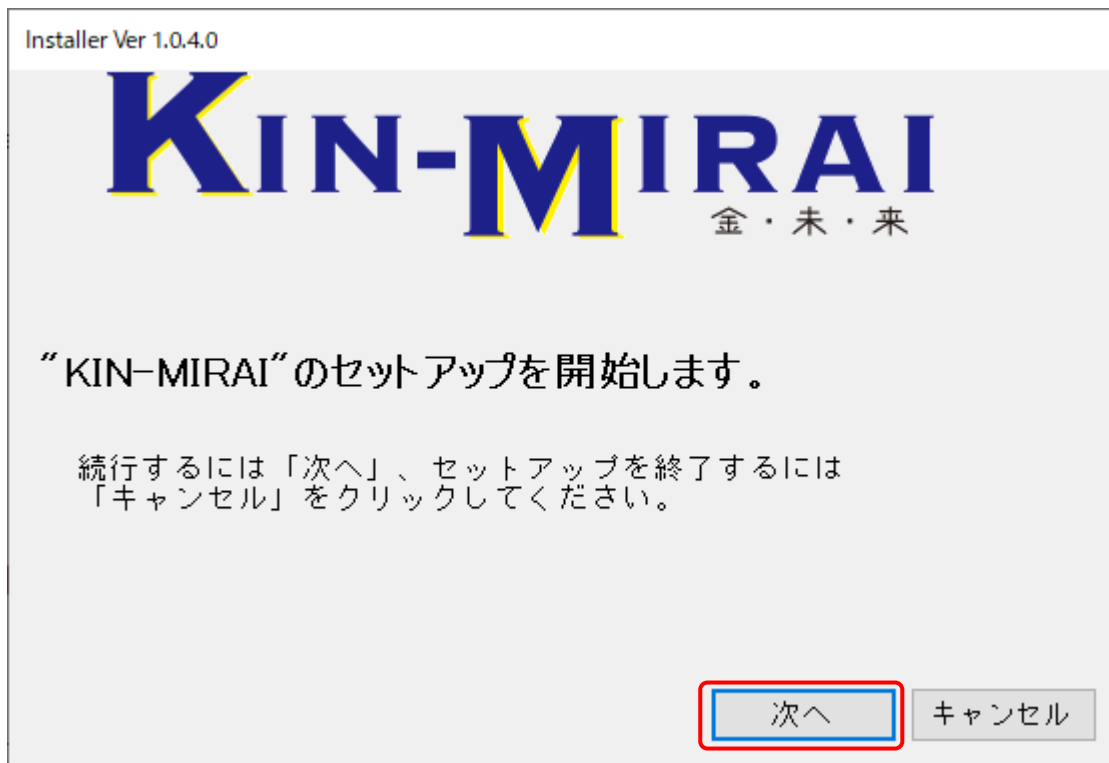 Installer Ver 1.0.4.0
KIN-MIRAI
金・未・来
"KIN-MIRAI"のセットアップを開始します。
続行するには「次へ」、セットアップを終了するには
「キャンセル」をクリックしてください。
次へ キャンセル